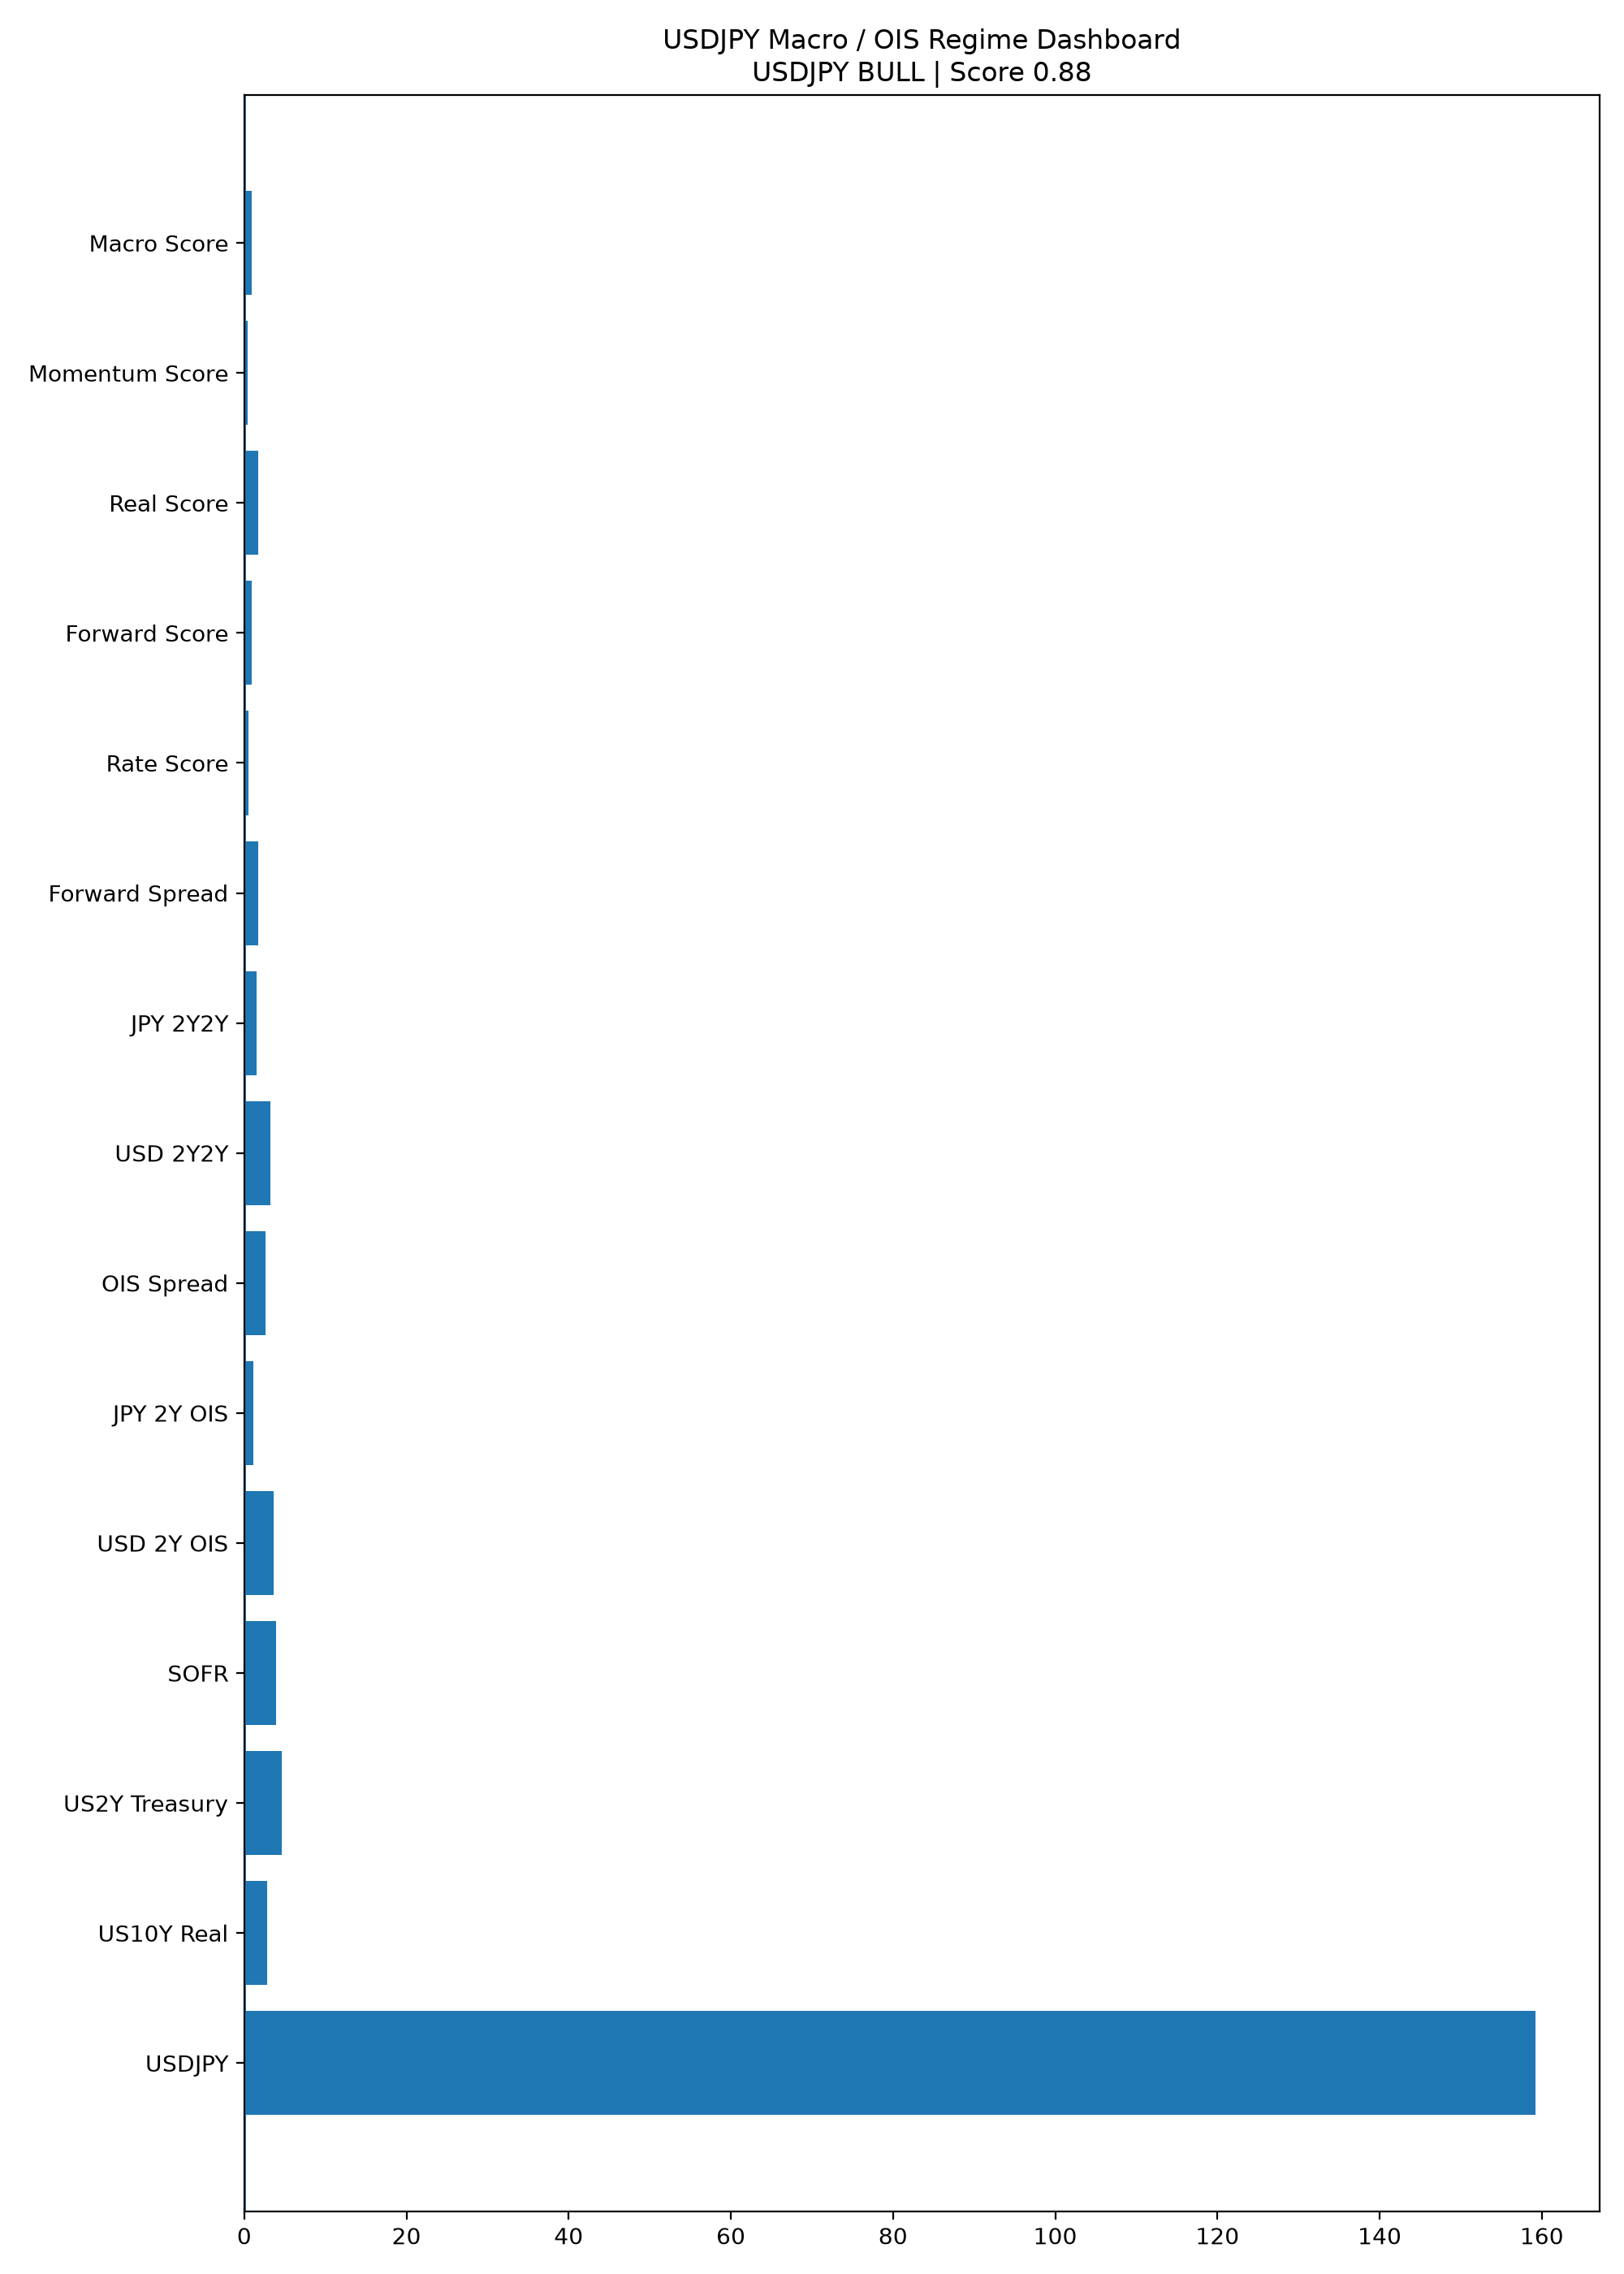 USDJPY Macro / OIS Regime Dashboard
USDJPY BULL | Score 0.88
Macro Score
Momentum Score
Real Score
Forward Score
Rate Score
Forward Spread
JPY 2Y2Y
USD 2Y2Y
OIS Spread
JPY 2Y OIS
USD 2Y OIS
SOFR
US2Y Treasury
US10Y Real
USDJPY
0 20 40 60 80 100 120 140 160